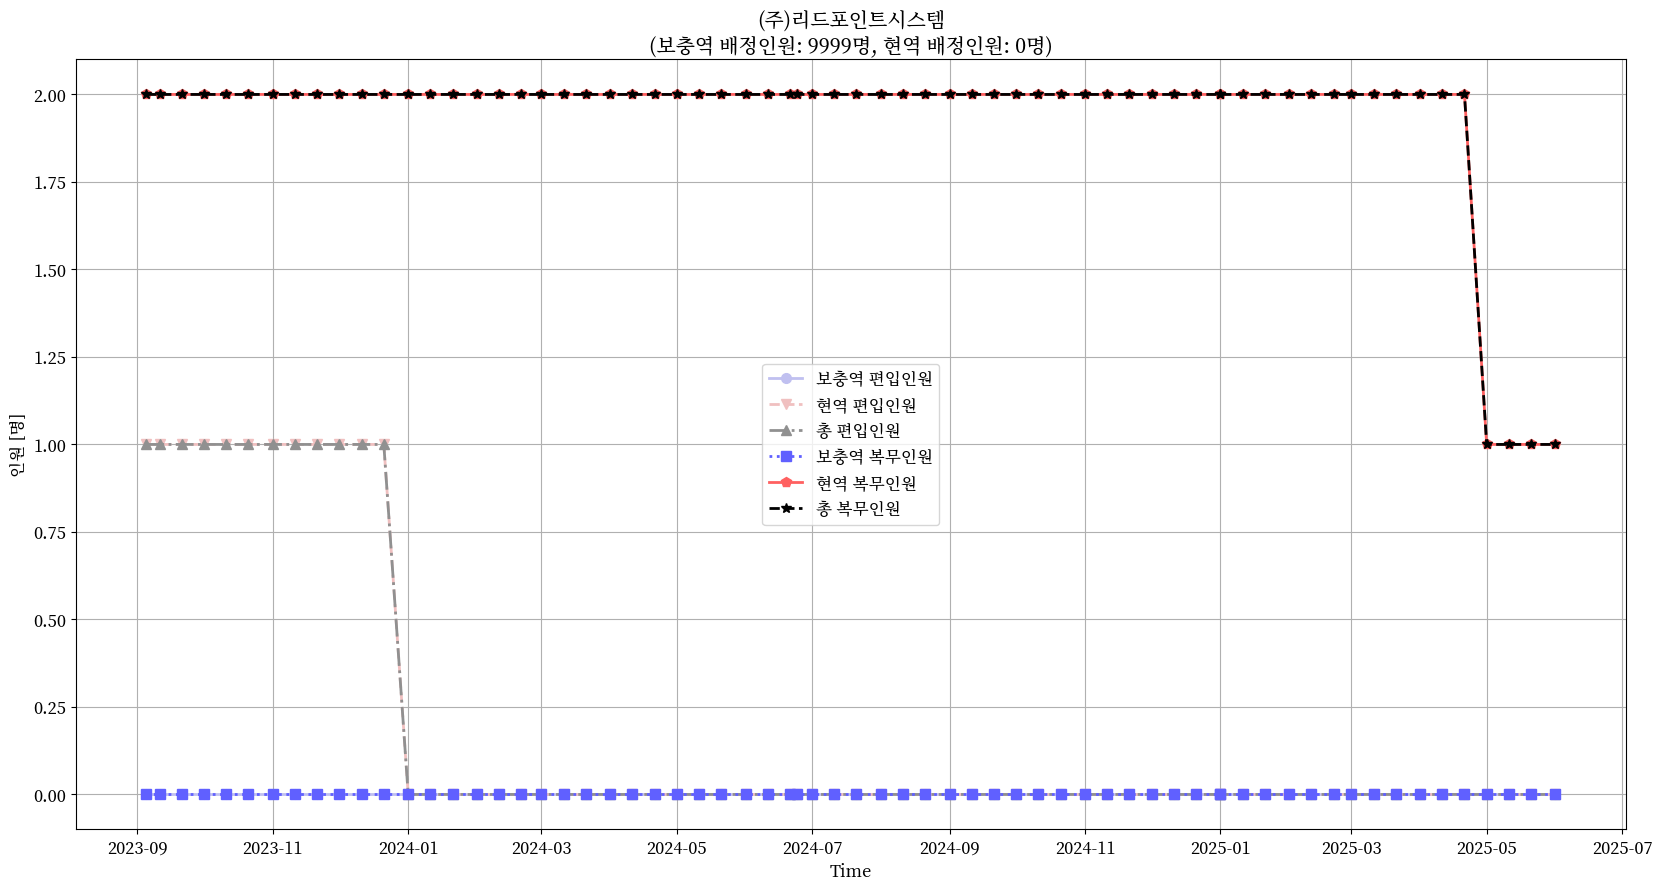 (주)리드포인트시스템
(보충역 배정인원: 9999명, 현역 배정인원: 0명)
인원 [명]
2.00
1.75
1.50
1.25
1.00
0.75
0.50
0.25
0.00
보충역 편입인원
현역 편입인원
총 편입인원
보충역 복무인원
현역 복무인원
총 복무인원
2023-09 2023-11 2024-01 2024-03 2024-05 2024-07 2024-09 2024-11 2025-01 2025-03 2025-05 2025-07
Time